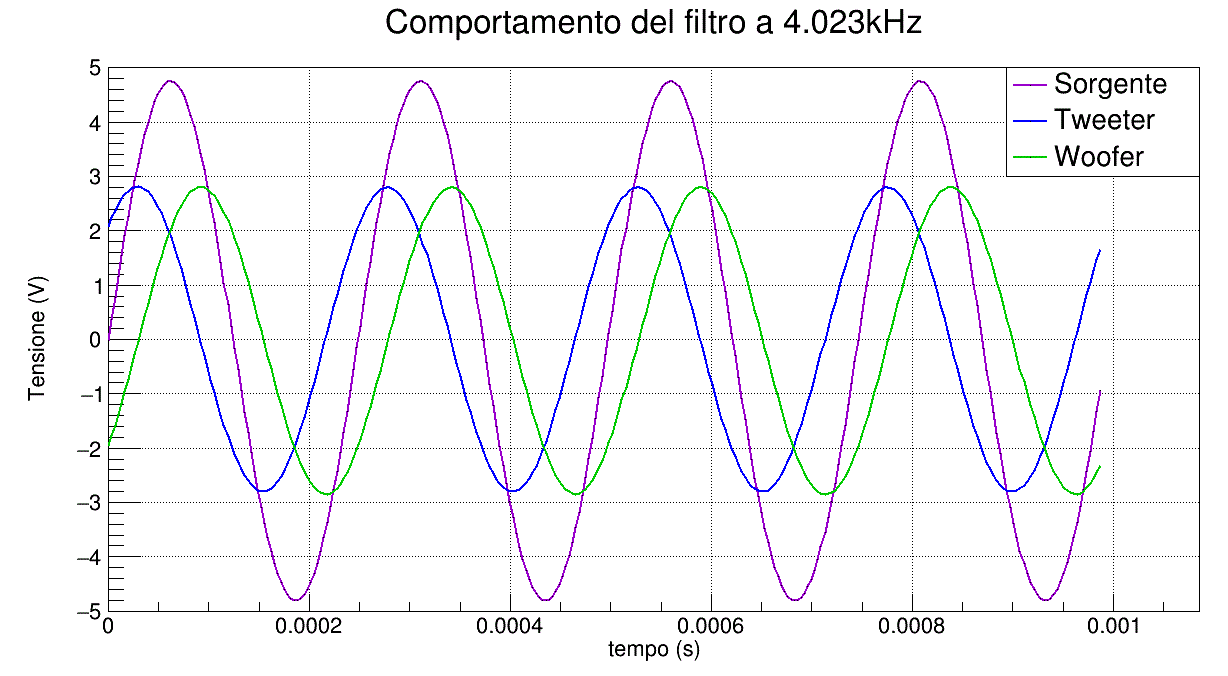 Comportamento del filtro a 4.023kHz
Sorgente
Tweeter
Woofer
Tensione (V)
5
4
3
2
1
0
−1
−2
−3
−4
−5
0 0.0002 0.0004 0.0006 0.0008 0.001
tempo (s)